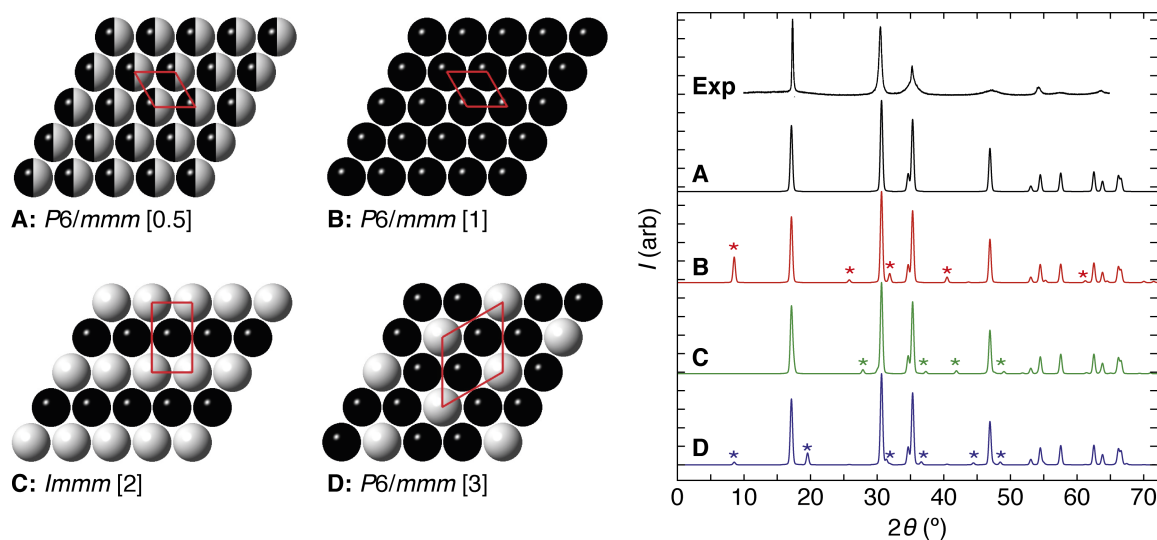 A: P6/mmm [0.5]
B: P6/mmm [1]
C: Immm [2]
D: P6/mmm [3]
I (arb)
Exp
A
B
* * * * *
C
* * * *
D
* * * * * *
0 10 20 30 40 50 60 70
2θ (º)